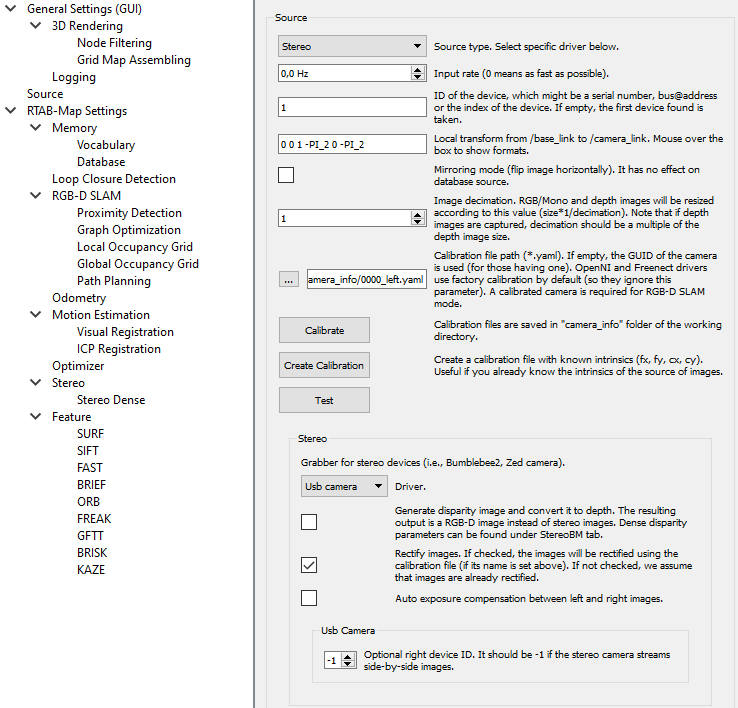 General Settings (GUI)
3D Rendering
Node Filtering
Grid Map Assembling
Logging
Source
RTAB-Map Settings
Memory
Vocabulary
Database
Loop Closure Detection
RGB-D SLAM
Proximity Detection
Graph Optimization
Local Occupancy Grid
Global Occupancy Grid
Path Planning
Odometry
Motion Estimation
Visual Registration
ICP Registration
Optimizer
Stereo
Stereo Dense
Feature
SURF
SIFT
FAST
BRIEF
ORB
FREAK
GFTT
BRISK
KAZE
Source
Stereo
Source type. Select specific driver below.
0,0 Hz
Input rate (0 means as fast as possible).
1
ID of the device, which might be a serial number, bus@address
or the index of the device. If empty, the first device found is
taken.
0 0 1 -PI_2 0 -PI_2
Local transform from /base_link to /camera_link. Mouse over the
box to show formats.
Mirroring mode (flip image horizontally). It has no effect on
database source.
1
Image decimation. RGB/Mono and depth images will be resized
according to this value (size*1/decimation). Note that if depth
images are captured, decimation should be a multiple of the
depth image size.
...
amera_info/0000_left.yaml
Calibration file path (*.yaml). If empty, the GUID of the camera
is used (for those having one). OpenNI and Freenect drivers
use factory calibration by default (so they ignore this
parameter). A calibrated camera is required for RGB-D SLAM
mode.
Calibrate
Calibration files are saved in "camera_info" folder of the working
directory.
Create Calibration
Create a calibration file with known intrinsics (fx, fy, cx, cy).
Useful if you already know the intrinsics of the source of images.
Test
Stereo
Grabber for stereo devices (i.e., Bumblebee2, Zed camera).
Usb camera
Driver.
Generate disparity image and convert it to depth. The resulting
output is a RGB-D image instead of stereo images. Dense disparity
parameters can be found under StereoBM tab.
Rectify images. If checked, the images will be rectified using the
calibration file (if its name is set above). If not checked, we assume
that images are already rectified.
Auto exposure compensation between left and right images.
Usb Camera
-1
Optional right device ID. It should be -1 if the stereo camera streams
side-by-side images.